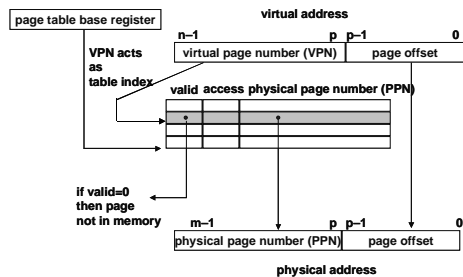 page table base register
virtual address
n–1 p p–1 0
VPN acts
as
table index
virtual page number (VPN) page offset
valid access physical page number (PPN)
if valid=0
then page
not in memory
m–1 p p–1 0
physical page number (PPN) page offset
physical address